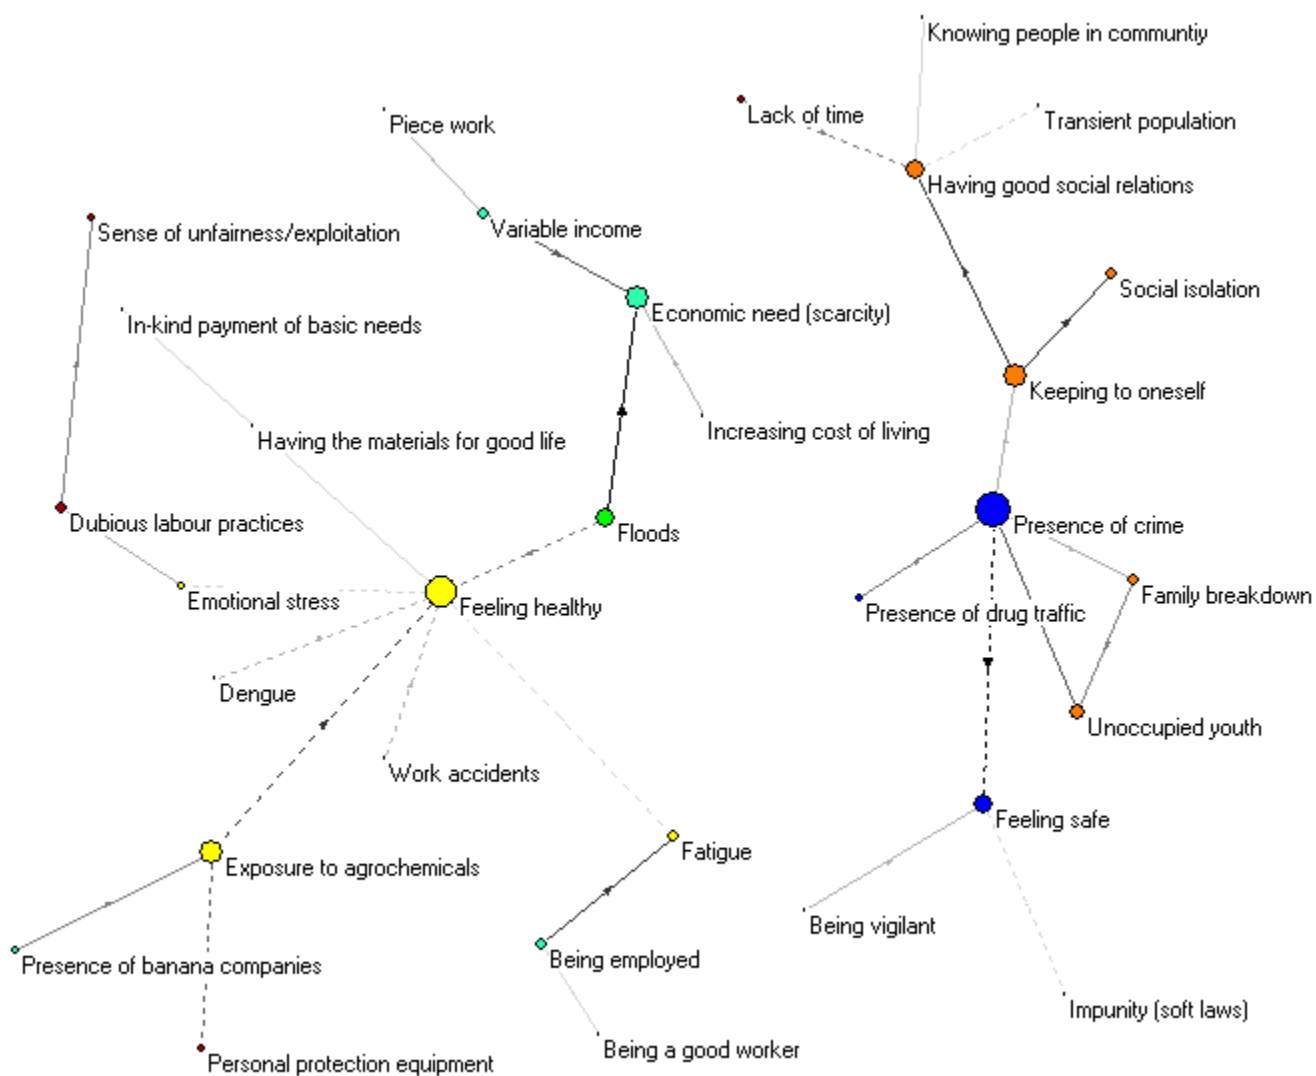 Knowing people in communtiy
Lack of time
Transient population
Piece work
Having good social relations
Variable income
Sense of unfairness/exploitation
Social isolation
Economic need (scarcity)
In-kind payment of basic needs
Keeping to oneself
Increasing cost of living
Having the materials for good life
Dubious labour practices
Presence of crime
Floods
Family breakdown
Emotional stress
Feeling healthy
Presence of drug traffic
Dengue
Unoccupied youth
Work accidents
Feeling safe
Fatigue
Exposure to agrochemicals
Being vigilant
Being employed
Presence of banana companies
Impunity (soft laws)
Being a good worker
Personal protection equipment